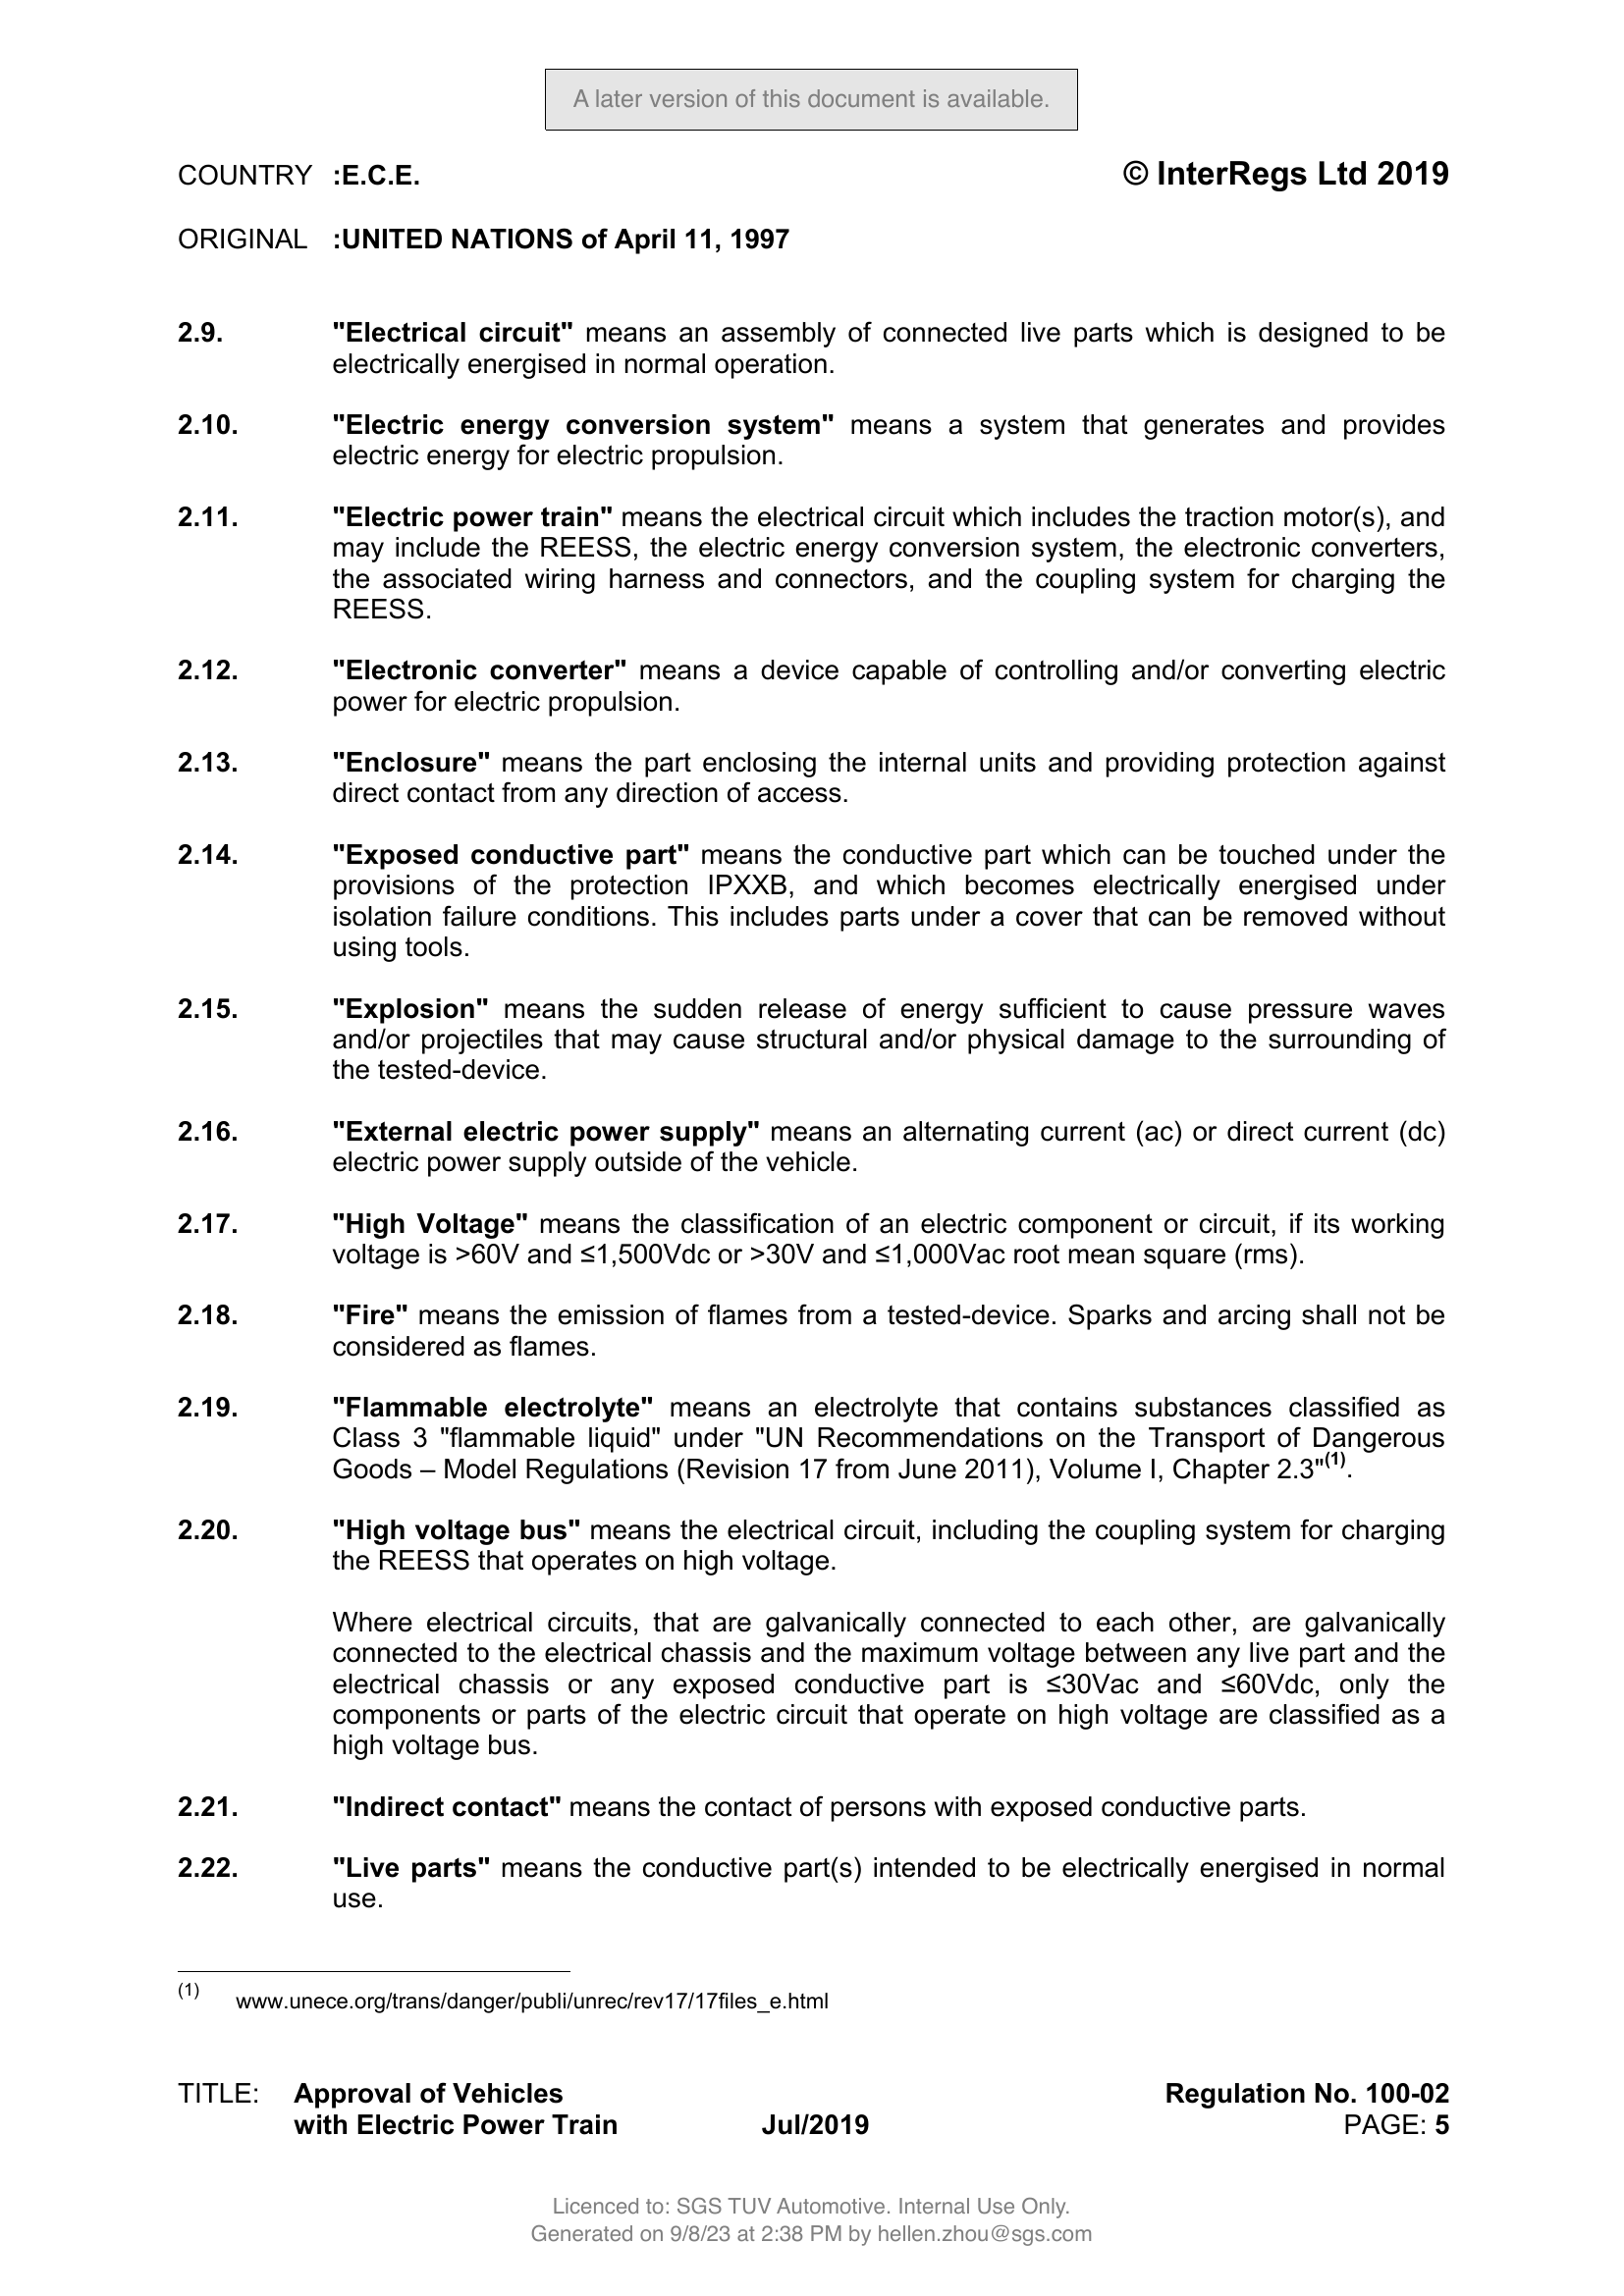 A later version of this document is available.
COUNTRY :E.C.E.
© InterRegs Ltd 2019
ORIGINAL :UNITED NATIONS of April 11, 1997
2.9. "Electrical circuit" means an assembly of connected live parts which is designed to be
electrically energised in normal operation.
2.10. "Electric energy conversion system" means a system that generates and provides
electric energy for electric propulsion.
2.11. "Electric power train" means the electrical circuit which includes the traction motor(s), and
may include the REESS, the electric energy conversion system, the electronic converters,
the associated wiring harness and connectors, and the coupling system for charging the
REESS.
2.12. "Electronic converter" means a device capable of controlling and/or converting electric
power for electric propulsion.
2.13. "Enclosure" means the part enclosing the internal units and providing protection against
direct contact from any direction of access.
2.14. "Exposed conductive part" means the conductive part which can be touched under the
provisions of the protection IPXXB, and which becomes electrically energised under
isolation failure conditions. This includes parts under a cover that can be removed without
using tools.
2.15. "Explosion" means the sudden release of energy sufficient to cause pressure waves
and/or projectiles that may cause structural and/or physical damage to the surrounding of
the tested-device.
2.16. "External electric power supply" means an alternating current (ac) or direct current (dc)
electric power supply outside of the vehicle.
2.17. "High Voltage" means the classification of an electric component or circuit, if its working
voltage is >60V and ≤1,500Vdc or >30V and ≤1,000Vac root mean square (rms).
2.18. "Fire" means the emission of flames from a tested-device. Sparks and arcing shall not be
considered as flames.
2.19. "Flammable electrolyte" means an electrolyte that contains substances classified as
Class 3 "flammable liquid" under "UN Recommendations on the Transport of Dangerous
Goods – Model Regulations (Revision 17 from June 2011), Volume I, Chapter 2.3"(1).
2.20. "High voltage bus" means the electrical circuit, including the coupling system for charging
the REESS that operates on high voltage.
Where electrical circuits, that are galvanically connected to each other, are galvanically
connected to the electrical chassis and the maximum voltage between any live part and the
electrical chassis or any exposed conductive part is ≤30Vac and ≤60Vdc, only the
components or parts of the electric circuit that operate on high voltage are classified as a
high voltage bus.
2.21. "Indirect contact" means the contact of persons with exposed conductive parts.
2.22. "Live parts" means the conductive part(s) intended to be electrically energised in normal
use.
(1) www.unece.org/trans/danger/publi/unrec/rev17/17files_e.html
TITLE: Approval of Vehicles
Regulation No. 100-02
with Electric Power Train Jul/2019
PAGE: 5
Licenced to: SGS TUV Automotive. Internal Use Only.
Generated on 9/8/23 at 2:38 PM by hellen.zhou@sgs.com